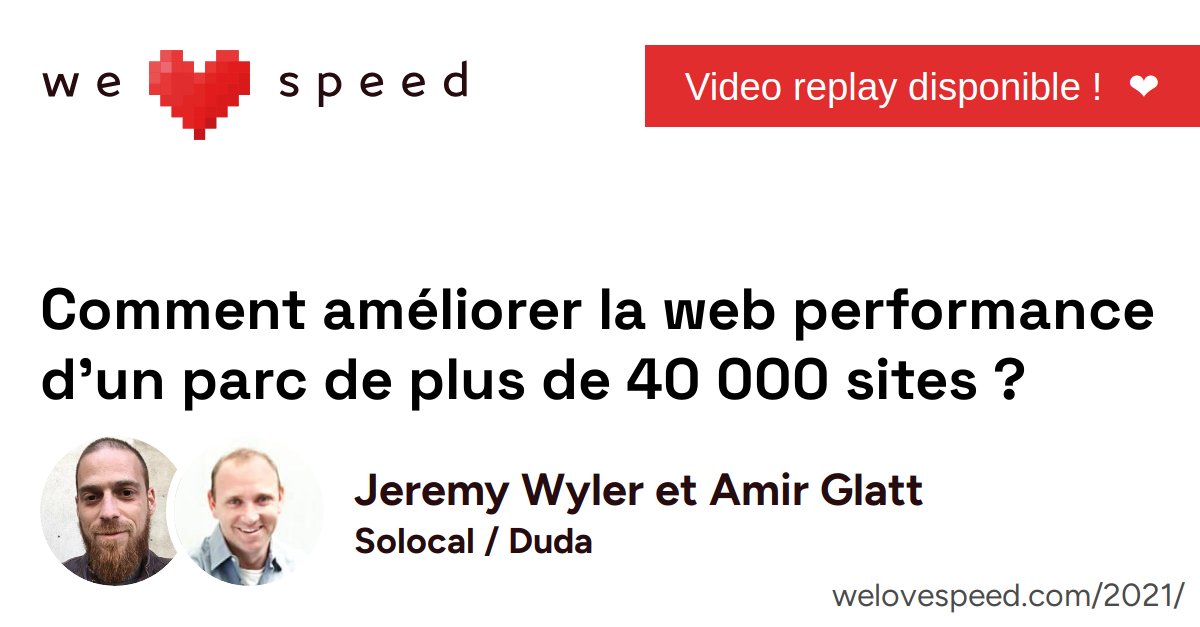 we ❤ speed
Video replay disponible ! ❤
Comment améliorer la web performance
d’un parc de plus de 40 000 sites ?
Jeremy Wyler et Amir Glatt
Solocal / Duda
welovespeed.com/2021/